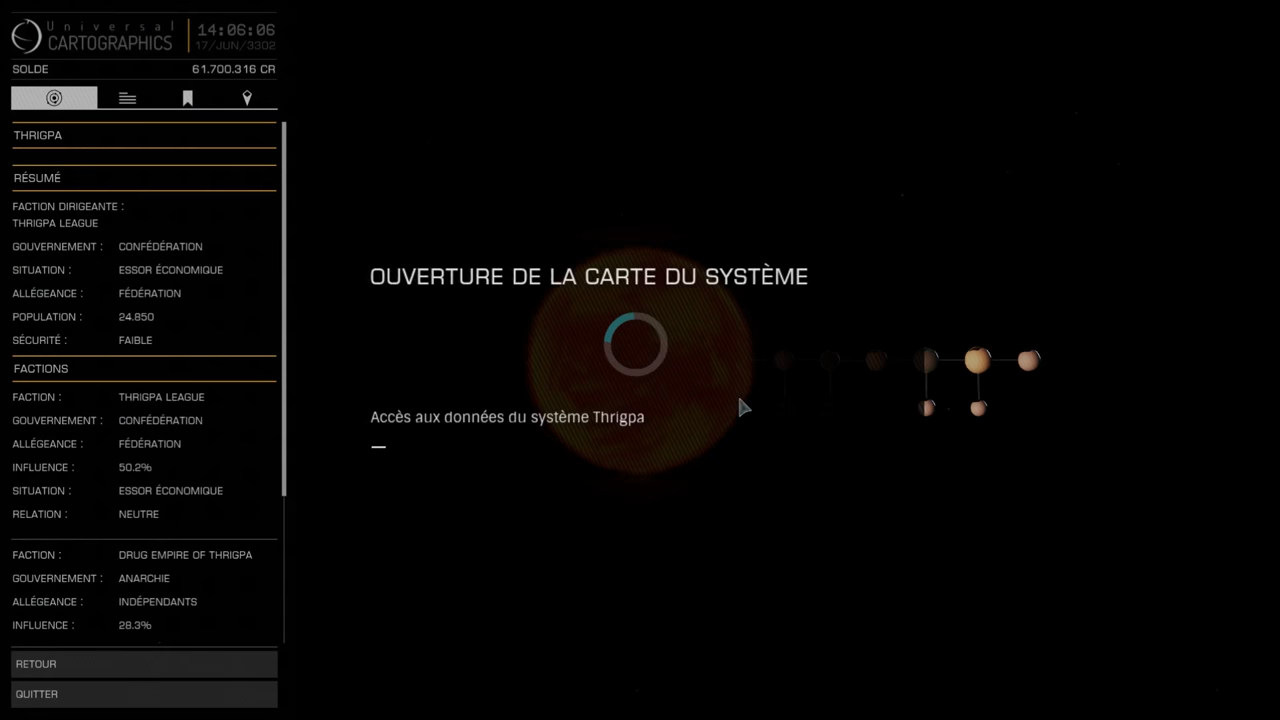 Universal
CARTOGRAPHICS
14:06:06
17/JUN/3302
SOLDE 61.700.316 CR
THRIGPA
RÉSUMÉ
FACTION DIRIGEANTE :
THRIGPA LEAGUE
GOUVERNEMENT : CONFÉDÉRATION
SITUATION : ESSOR ÉCONOMIQUE
ALLÉGEANCE : FÉDÉRATION
POPULATION : 24.850
SÉCURITÉ : FAIBLE
FACTIONS
FACTION : THRIGPA LEAGUE
GOUVERNEMENT : CONFÉDÉRATION
ALLÉGEANCE : FÉDÉRATION
INFLUENCE : 50.2%
SITUATION : ESSOR ÉCONOMIQUE
RELATION : NEUTRE
FACTION : DRUG EMPIRE OF THRIGPA
GOUVERNEMENT : ANARCHIE
ALLÉGEANCE : INDÉPENDANTS
INFLUENCE : 28.3%
RETOUR
QUITTER
OUVERTURE DE LA CARTE DU SYSTÈME
Accès aux données du système Thrigpa